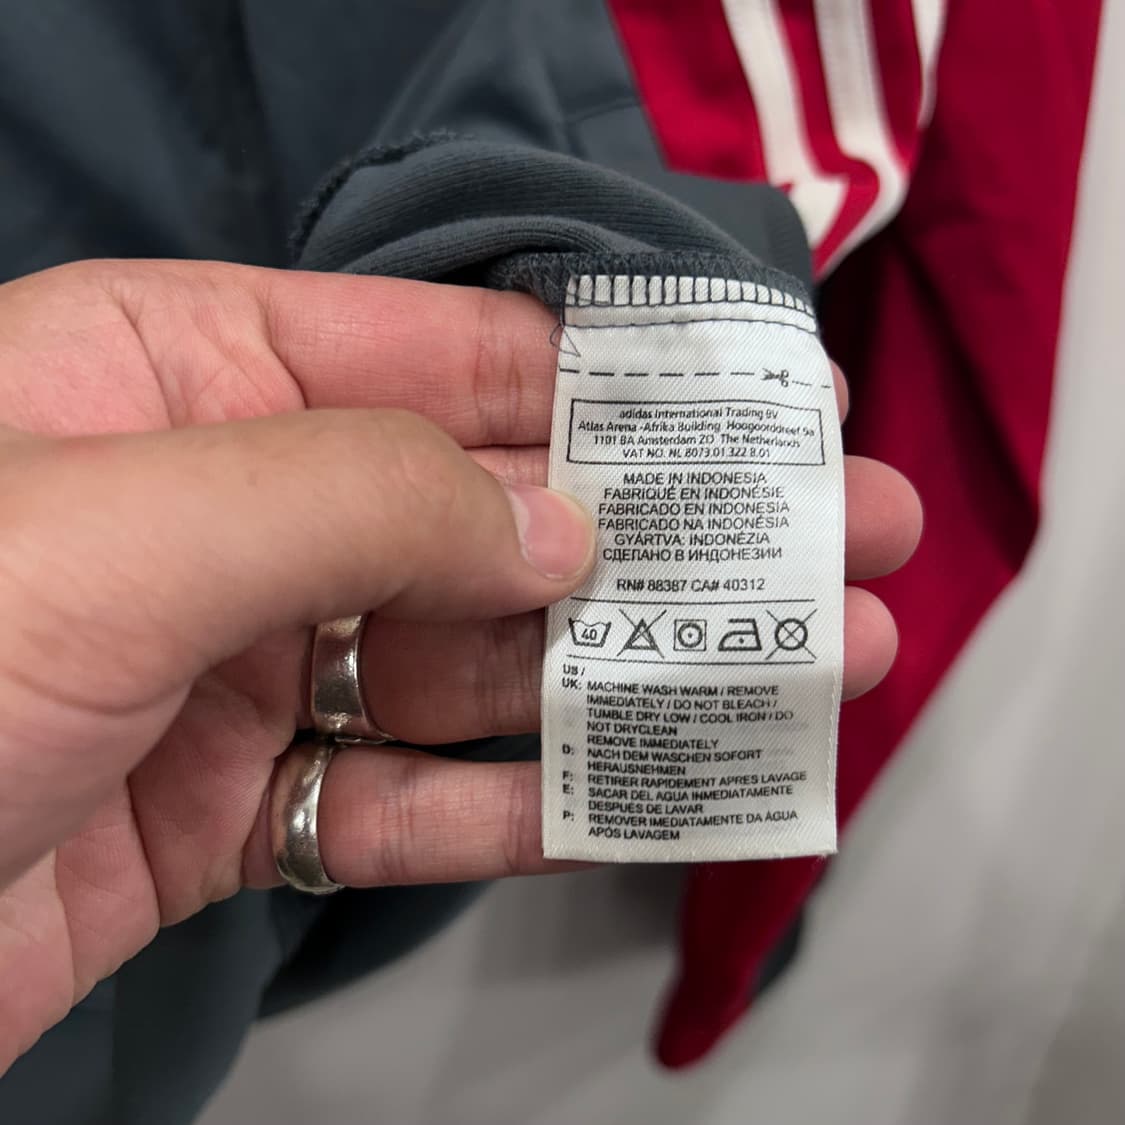 adidas International Trading BV
Atlas Arena -Afrika Building Hoogoorddreef 9a
1101 BA Amsterdam ZO The Netherlands
VAT NO. NL 8073.01.322.B.01
MADE IN INDONESIA
FABRIQUÉ EN INDONÉSIE
FABRICADO EN INDONESIA
FABRICADO NA INDONÉSIA
GYÁRTVA: INDONÉZIA
СДЕЛАНО В ИНДОНЕЗИИ
RN# 88387 CA# 40312
40
US /
UK: MACHINE WASH WARM / REMOVE
IMMEDIATELY / DO NOT BLEACH /
TUMBLE DRY LOW / COOL IRON / DO
NOT DRYCLEAN
REMOVE IMMEDIATELY
D: NACH DEM WASCHEN SOFORT
HERAUSNEHMEN
F: RETIRER RAPIDEMENT APRES LAVAGE
E: SACAR DEL AGUA INMEDIATAMENTE
DESPUES DE LAVAR
P: REMOVER IMEDIATAMENTE DA ÁGUA
APÓS LAVAGEM